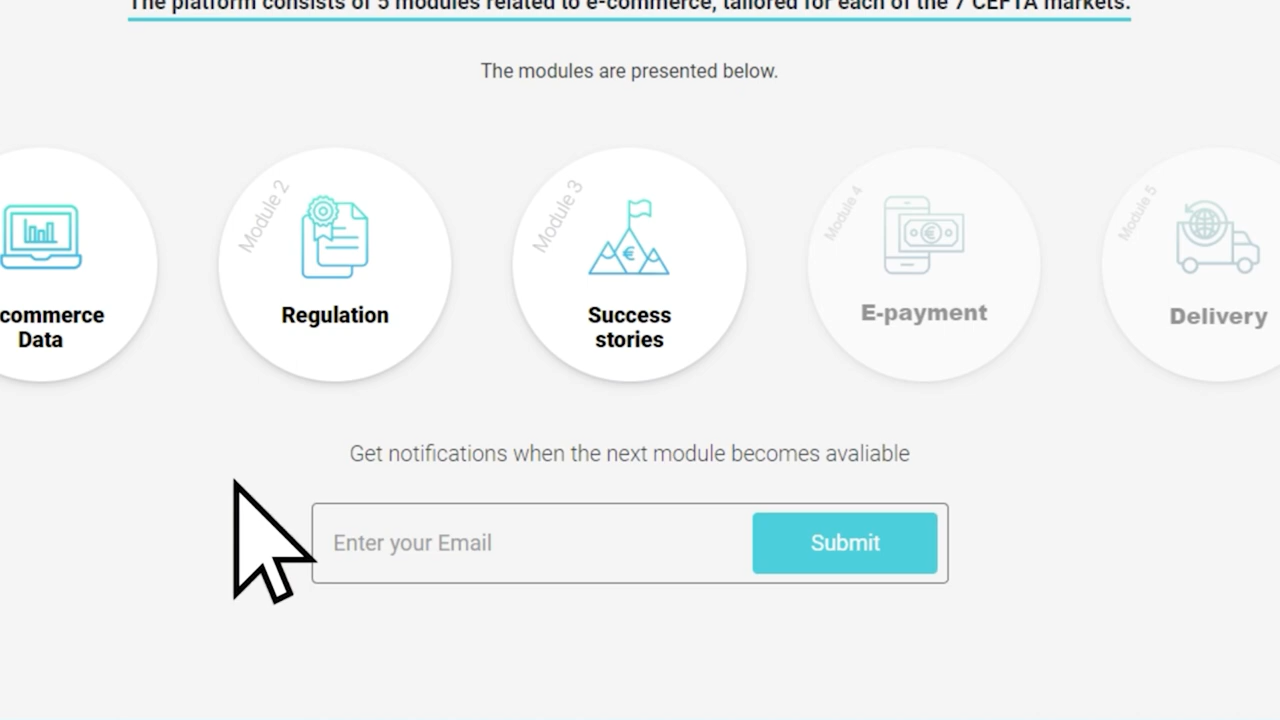 The platform consists of 5 modules related to e-commerce, tailored for each of the 7 CEFTA markets.
The modules are presented below.
Module 2
Module 3
Module 4
Module 5
commerce
Data
Regulation
Success
stories
E-payment
Delivery
Get notifications when the next module becomes avaliable
Enter your Email
Submit